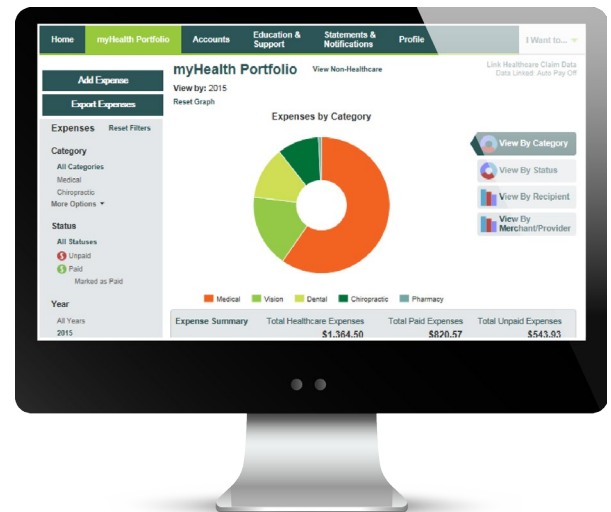 Home
myHealth Portfolio
Accounts
Education &
Support
Statements &
Notifications
Profile
I Want to...
myHealth Portfolio
View Non-Healthcare
Link Healthcare Claim Data
Data Linked: Auto Pay Off
View by: 2015
Reset Graph
Add Expense
Export Expenses
Expenses
Reset Filters
Category
All Categories
Medical
Chiropractic
More Options
Status
All Statuses
Unpaid
Paid
Marked as Paid
Year
All Years
2015
Expenses by Category
View By Category
View By Status
View By Recipient
View By
Merchant/Provider
Medical
Vision
Dental
Chiropractic
Pharmacy
Expense Summary
Total Healthcare Expenses
$1,364.50
Total Paid Expenses
$820.57
Total Unpaid Expenses
$543.93